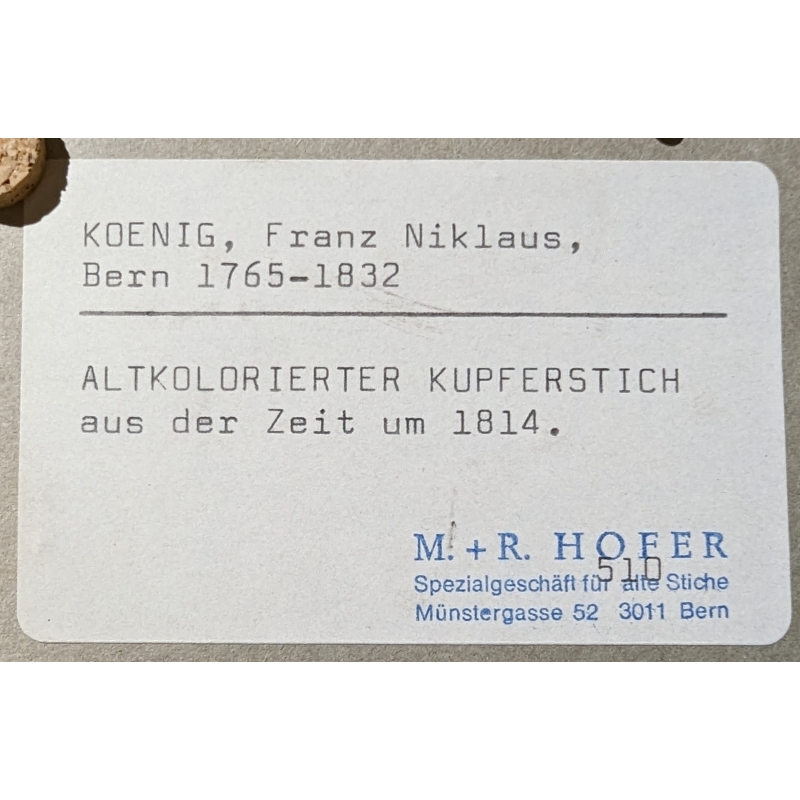 KOENIG, Franz Niklaus,
Bern 1765-1832
ALTKOLORIERTER KUPFERSTICH
aus der Zeit um 1814.
M. + R. HOFER
510
Spezialgeschäft für alte Stiche
Münstergasse 52 3011 Bern